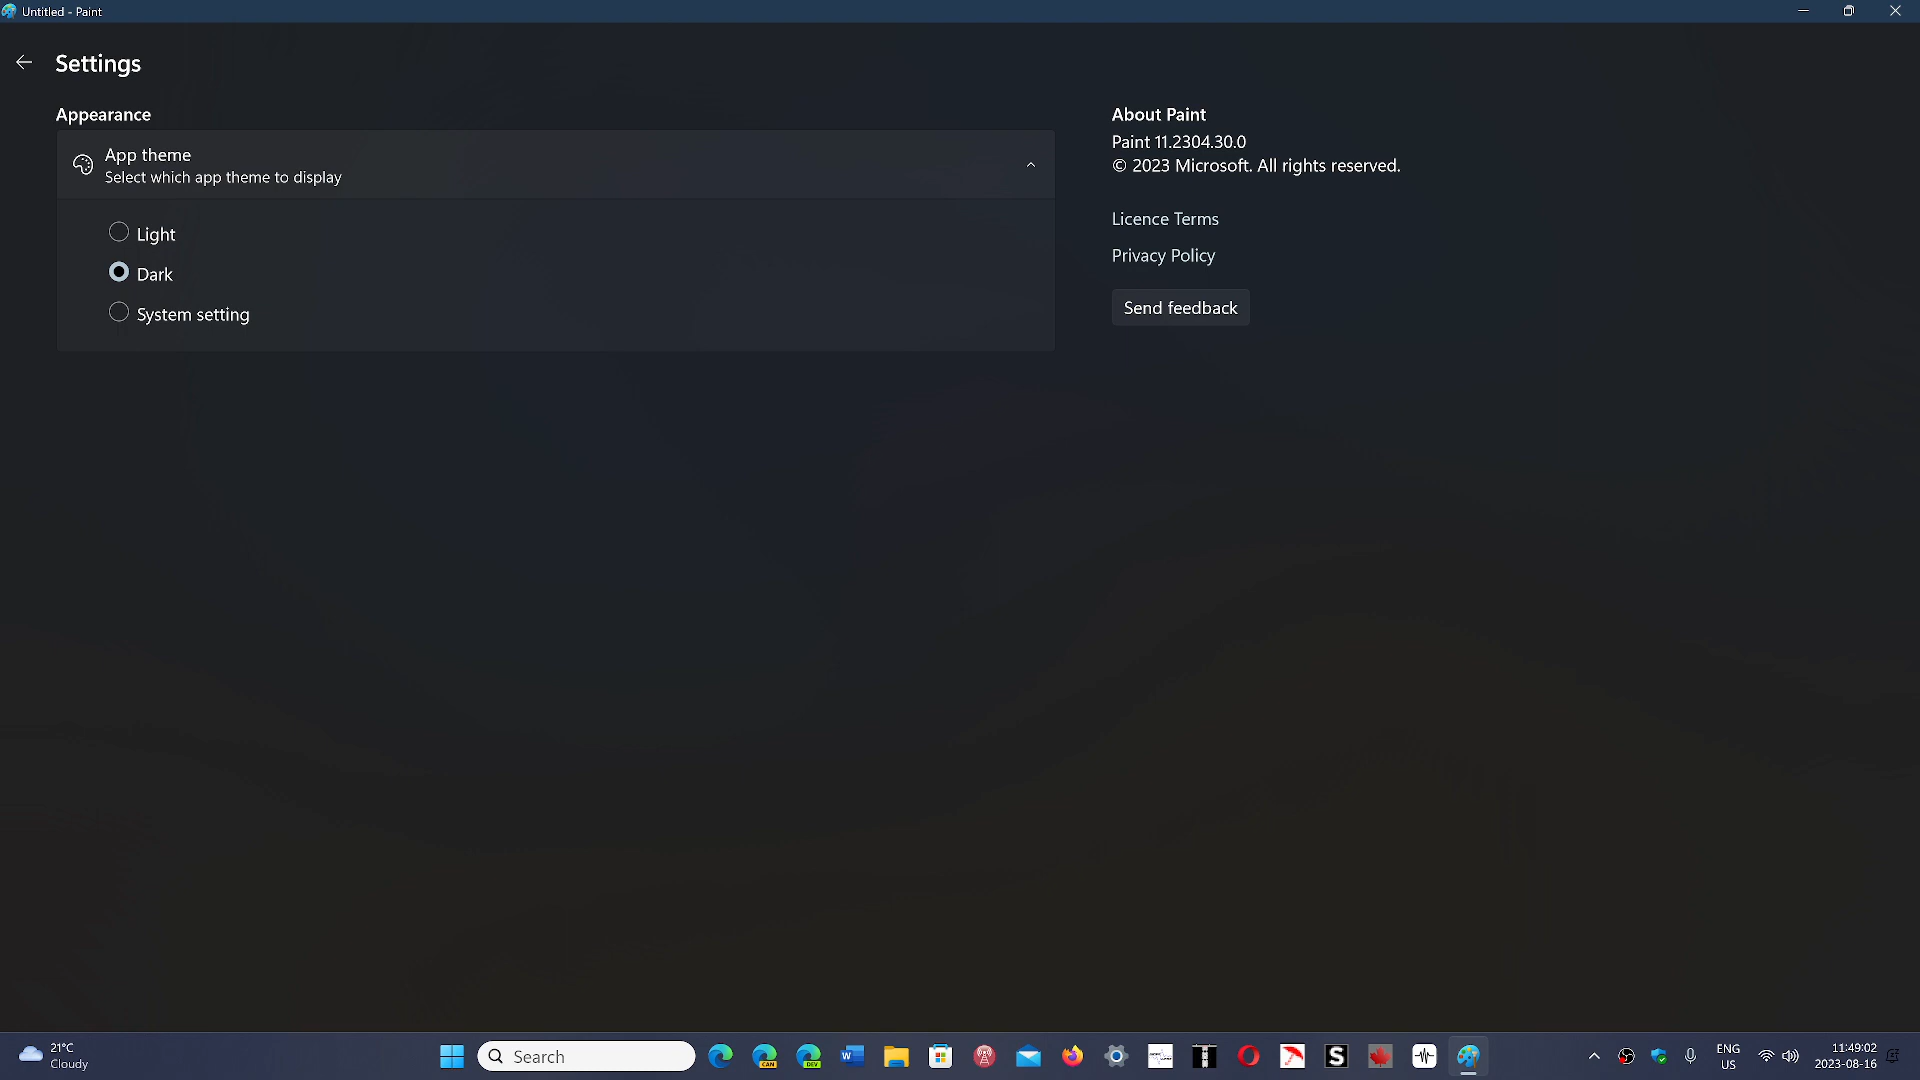 Untitled - Paint
Settings
Appearance
App theme
Select which app theme to display
Light
Dark
System setting
About Paint
Paint 11.2304.30.0
© 2023 Microsoft. All rights reserved.
Licence Terms
Privacy Policy
Send feedback
21°C
Cloudy
Search
CAN
DEV
W
S
ENG
US
11:49:02
2023-08-16